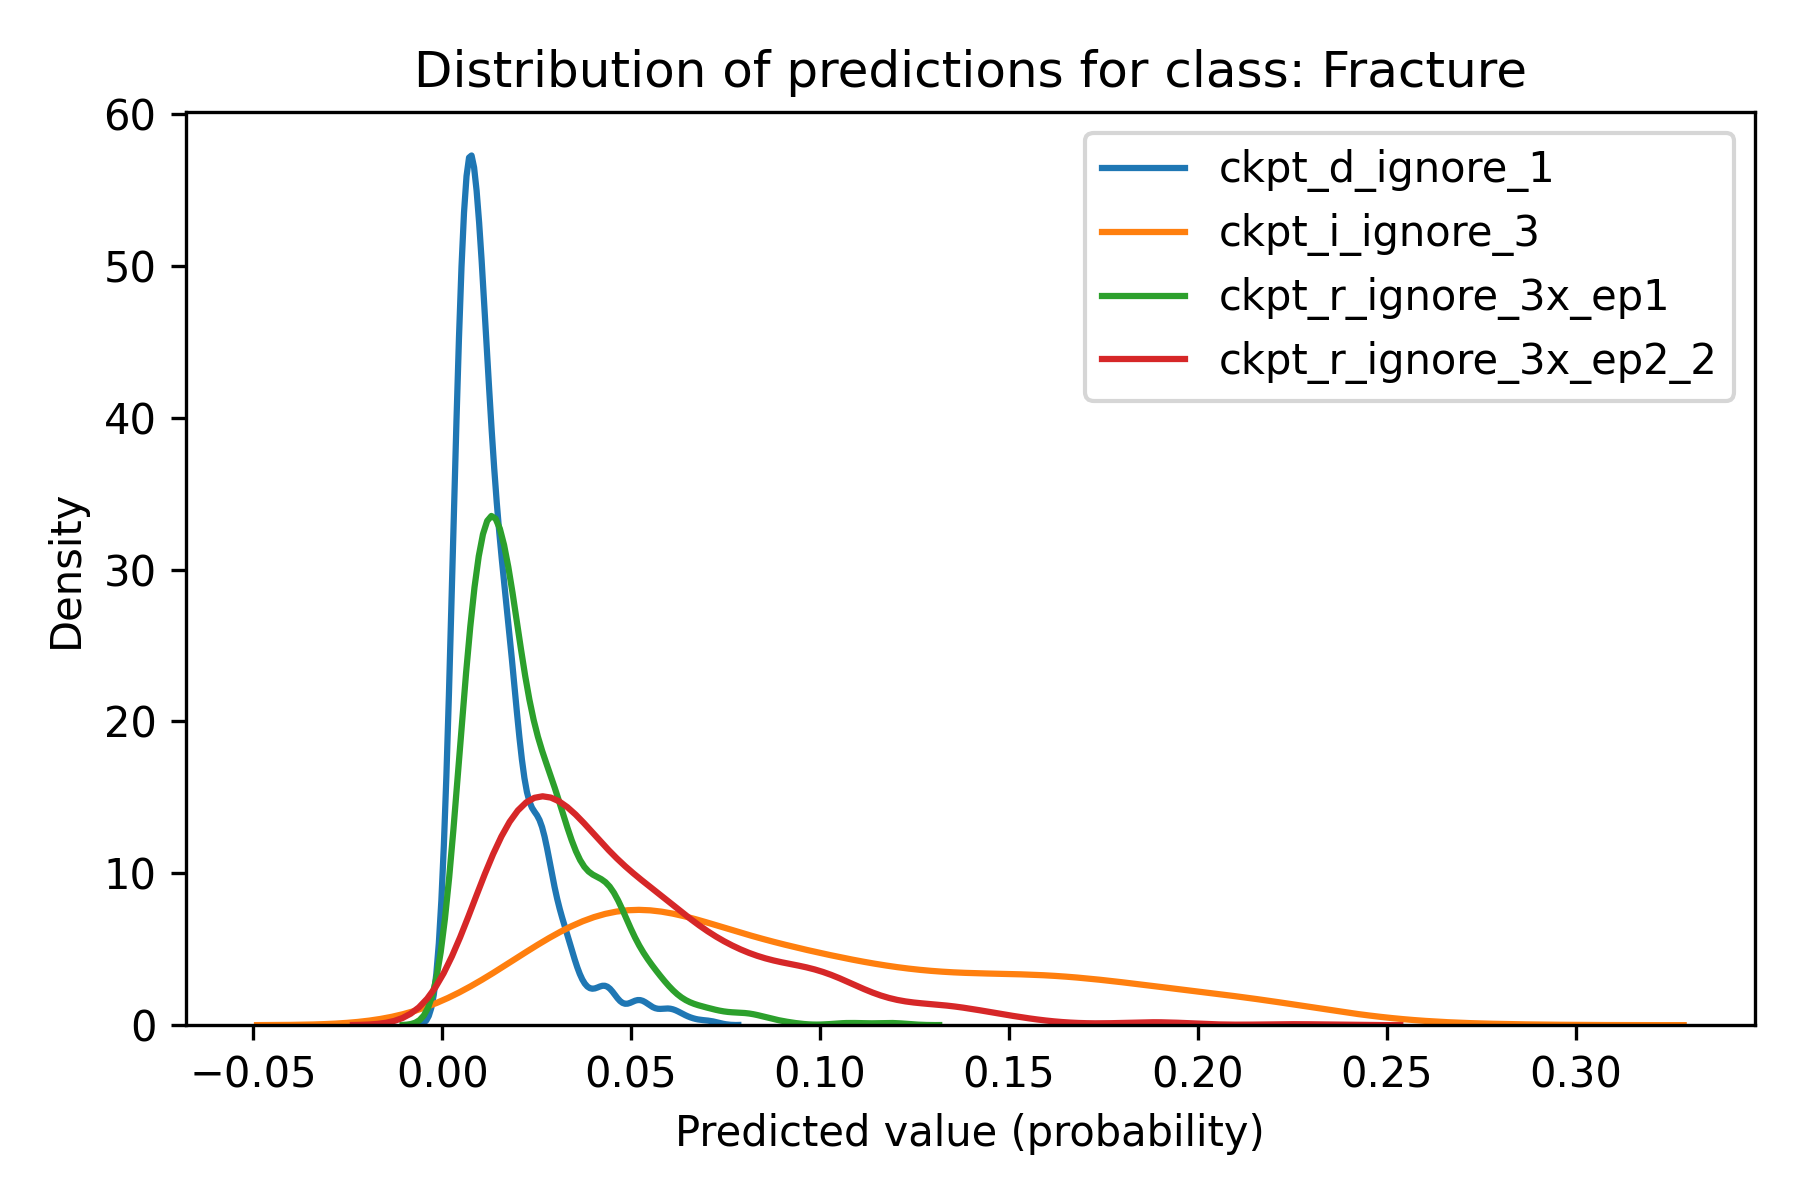 Distribution of predictions for class: Fracture
60
50
40
30
20
10
0
Density
ckpt_d_ignore_1
ckpt_i_ignore_3
ckpt_r_ignore_3x_ep1
ckpt_r_ignore_3x_ep2_2
−0.05 0.00 0.05 0.10 0.15 0.20 0.25 0.30
Predicted value (probability)